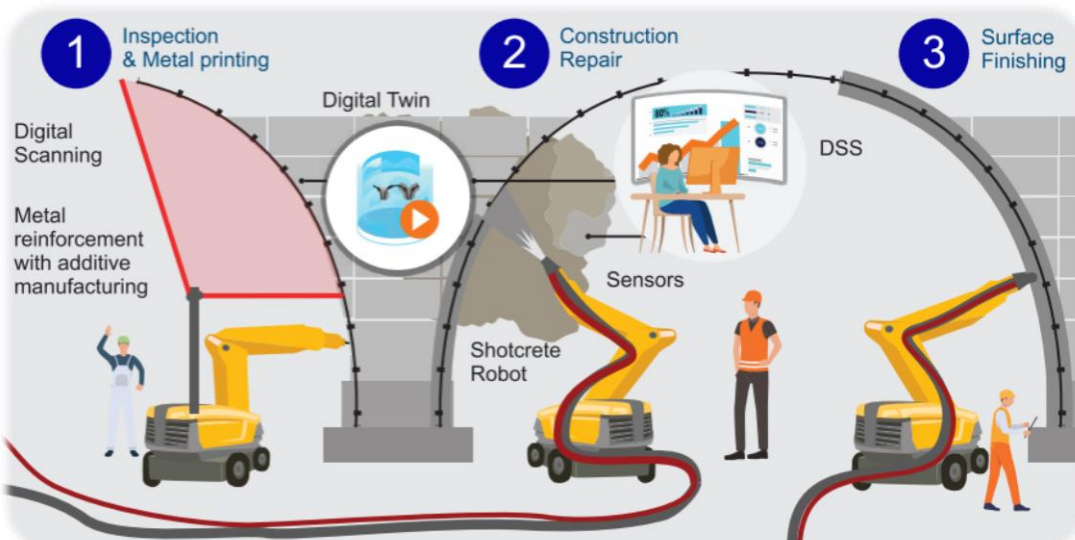 1
Inspection
& Metal printing
2
Construction
Repair
3
Surface
Finishing
Digital Twin
Digital
Scanning
80%
DSS
Metal
reinforcement
with additive
manufacturing
Sensors
Shotcrete
Robot